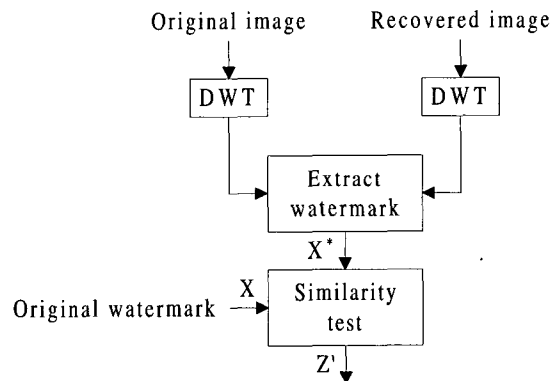 Original image
Recovered image
DWT
DWT
Extract
watermark
X*
X
Original watermark
Similarity
test
Z'